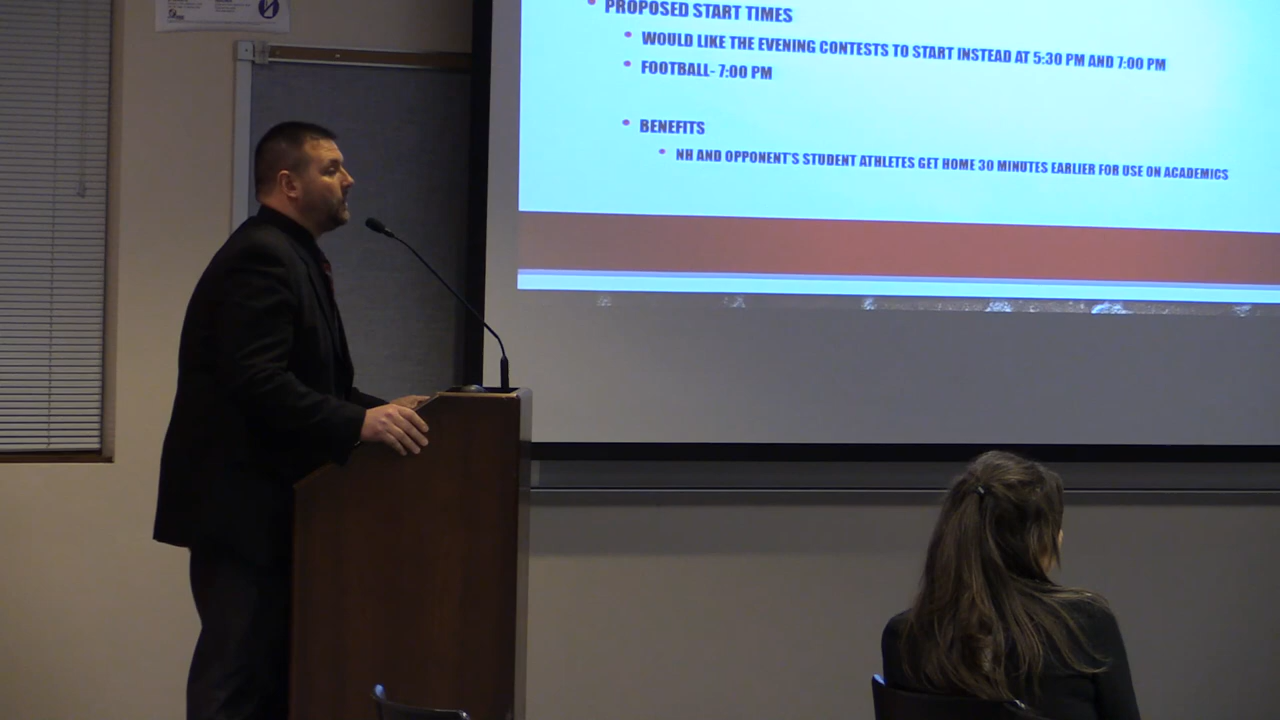 PROPOSED START TIMES
WOULD LIKE THE EVENING CONTESTS TO START INSTEAD AT 5:30 PM AND 7:00 PM
FOOTBALL- 7:00 PM
BENEFITS
NH AND OPPONENT'S STUDENT ATHLETES GET HOME 30 MINUTES EARLIER FOR USE ON ACADEMICS